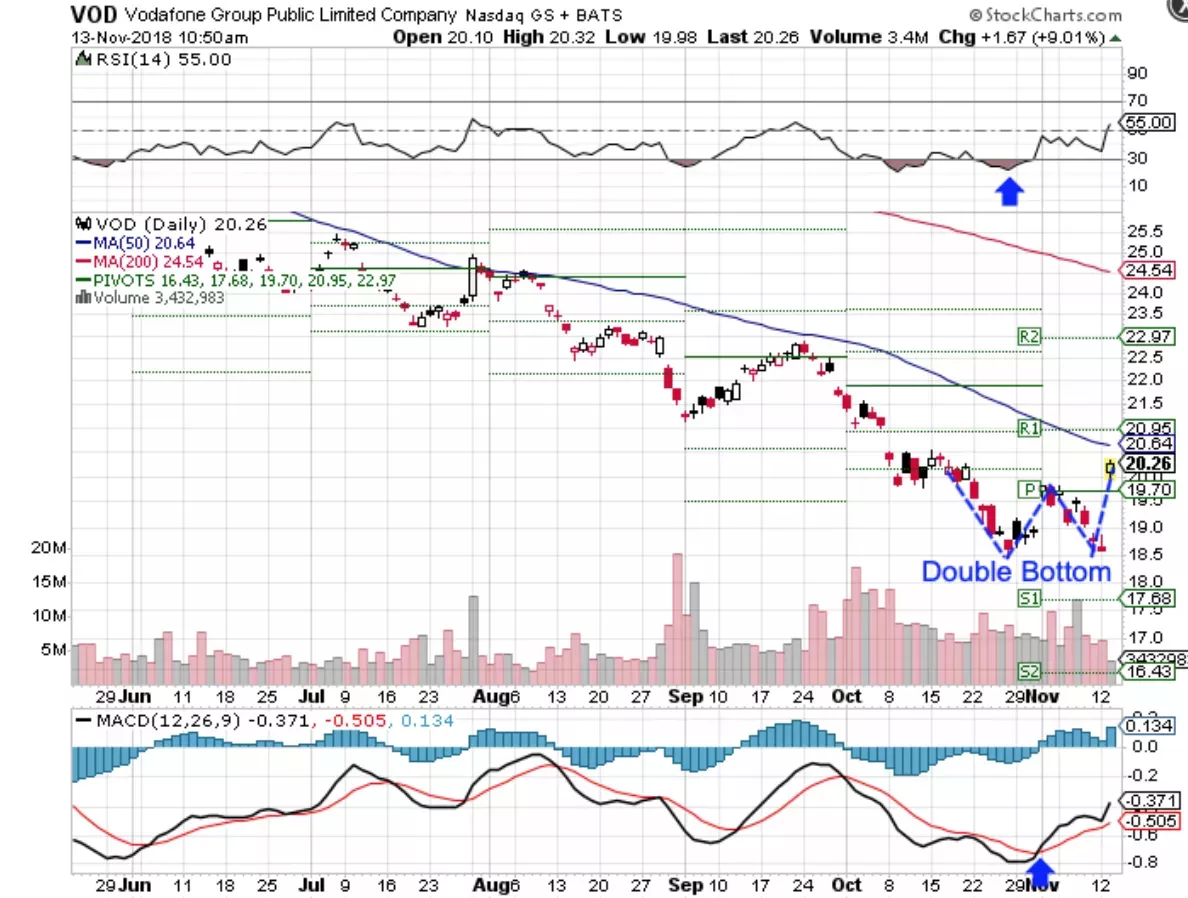 VOD Vodafone Group Public Limited Company Nasdaq GS + BATS © StockCharts.com
13-Nov-2018 10:50am Open 20.10 High 20.32 Low 19.98 Last 20.26 Volume 3.4M Chg +1.67 (+9.01%)
RSI(14) 55.00
90
70
55.00
30
10
VOD (Daily) 20.26
MA(50) 20.64
MA(200) 24.54
PIVOTS 16.43, 17.68, 19.70, 20.95, 22.97
Volume 3,432,983
25.5
25.0
24.54
24.0
23.5
R2 22.97
22.5
22.0
21.5
R1 20.95
20.64
20.26
P 19.70
19.5
19.0
20M 18.5
Double Bottom
15M 18.0
S1 17.68
17.5
10M
17.0
5M
3432983
S2 16.43
29 Jun 11 18 25 Jul 9 16 23 Aug 6 13 20 27 Sep 10 17 24 Oct 8 15 22 29 Nov 12
MACD(12,26,9) -0.371, -0.505, 0.134
0.2
0.134
0.0
-0.2
-0.371
-0.505
-0.6
-0.8
29 Jun 11 18 25 Jul 9 16 23 Aug 6 13 20 27 Sep 10 17 24 Oct 8 15 22 29 Nov 12